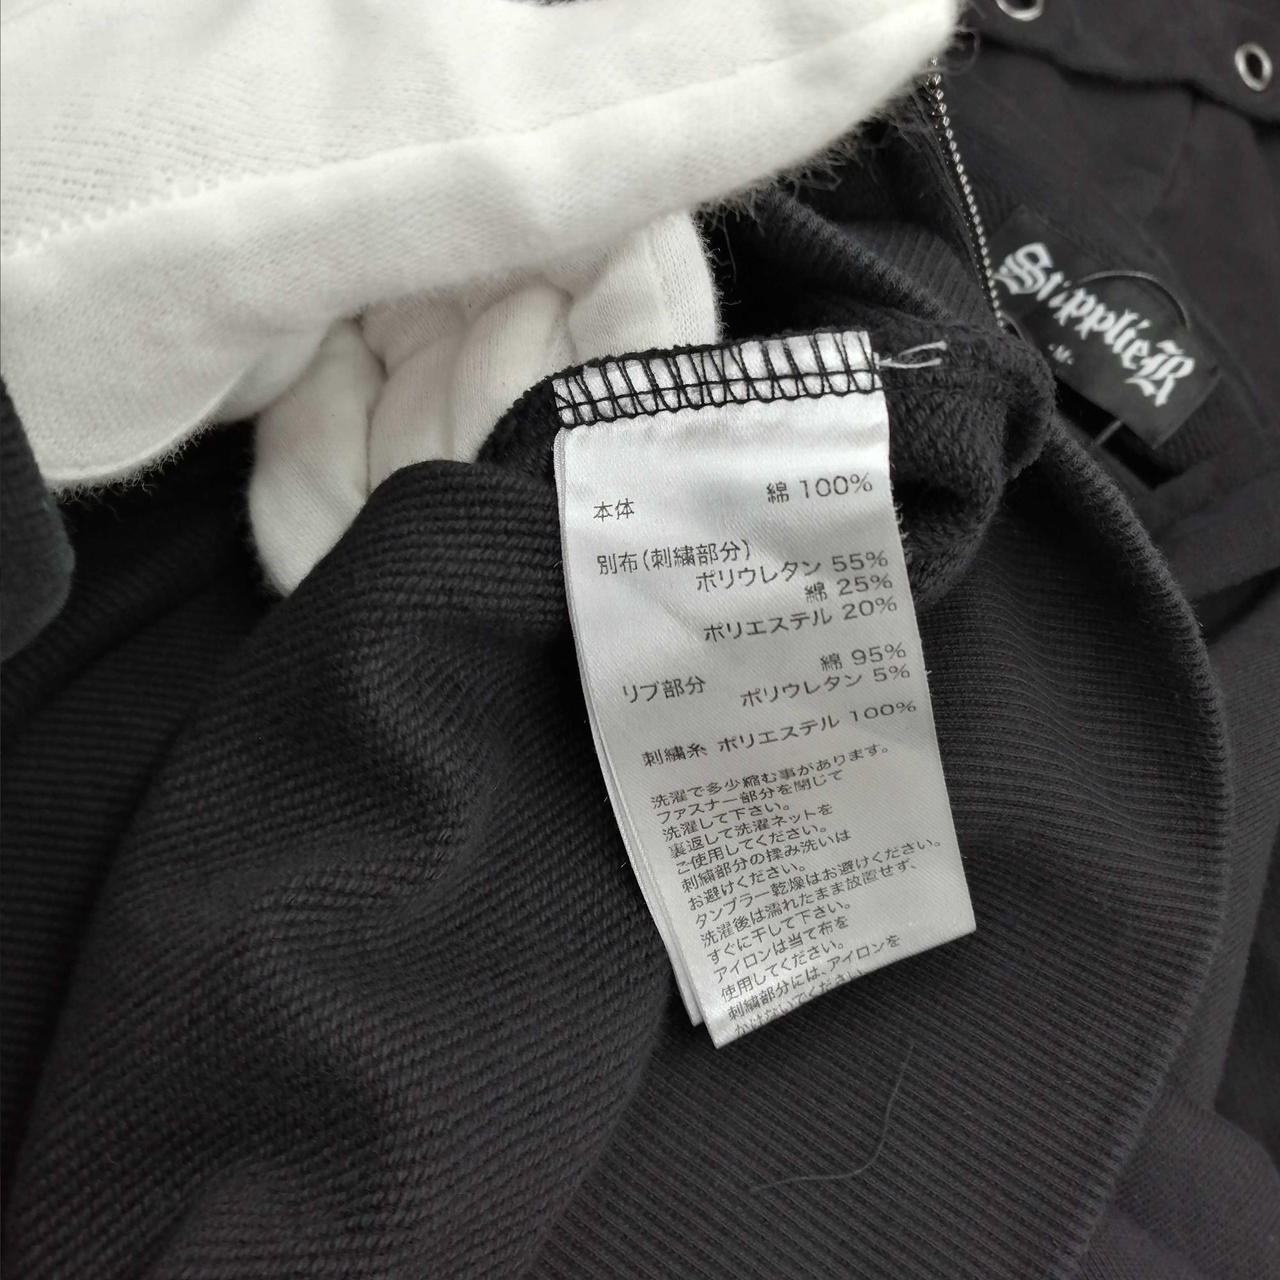 SupplieR
-M-
本体 綿 100%
別布(刺繍部分)
ポリウレタン 55%
綿 25%
ポリエステル 20%
綿 95%
リブ部分 ポリウレタン 5%
刺繍糸 ポリエステル 100%
洗濯で多少縮む事があります。
ファスナー部分を閉じて
洗濯して下さい。
裏返して洗濯ネットを
ご使用してください。
刺繍部分の揉み洗いは
お避けください。
タンブラー乾燥はお避けください。
洗濯後は濡れたまま放置せず、
すぐに干して下さい。
アイロンは当て布を
使用してください。
刺繍部分には、アイロンを
かけないでください